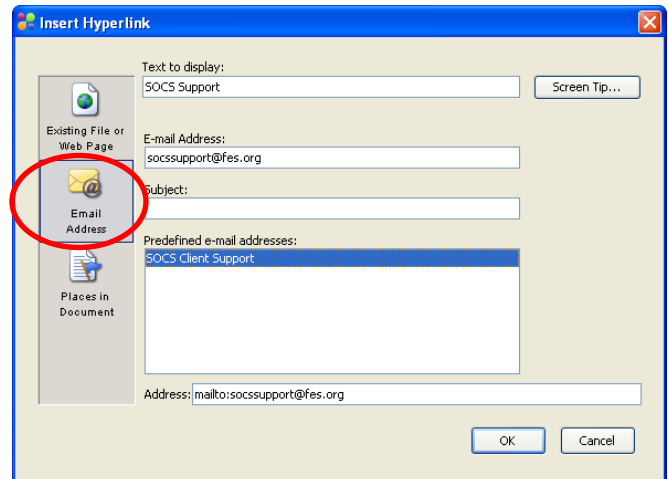 Insert Hyperlink
Text to display:
SOCS Support
Screen Tip...
Existing File or
Web Page
E-mail Address:
socssupport@fes.org
Email
Address
Subject:
Predefined e-mail addresses:
SOCS Client Support
Places in
Document
Address: mailto:socssupport@fes.org
OK
Cancel